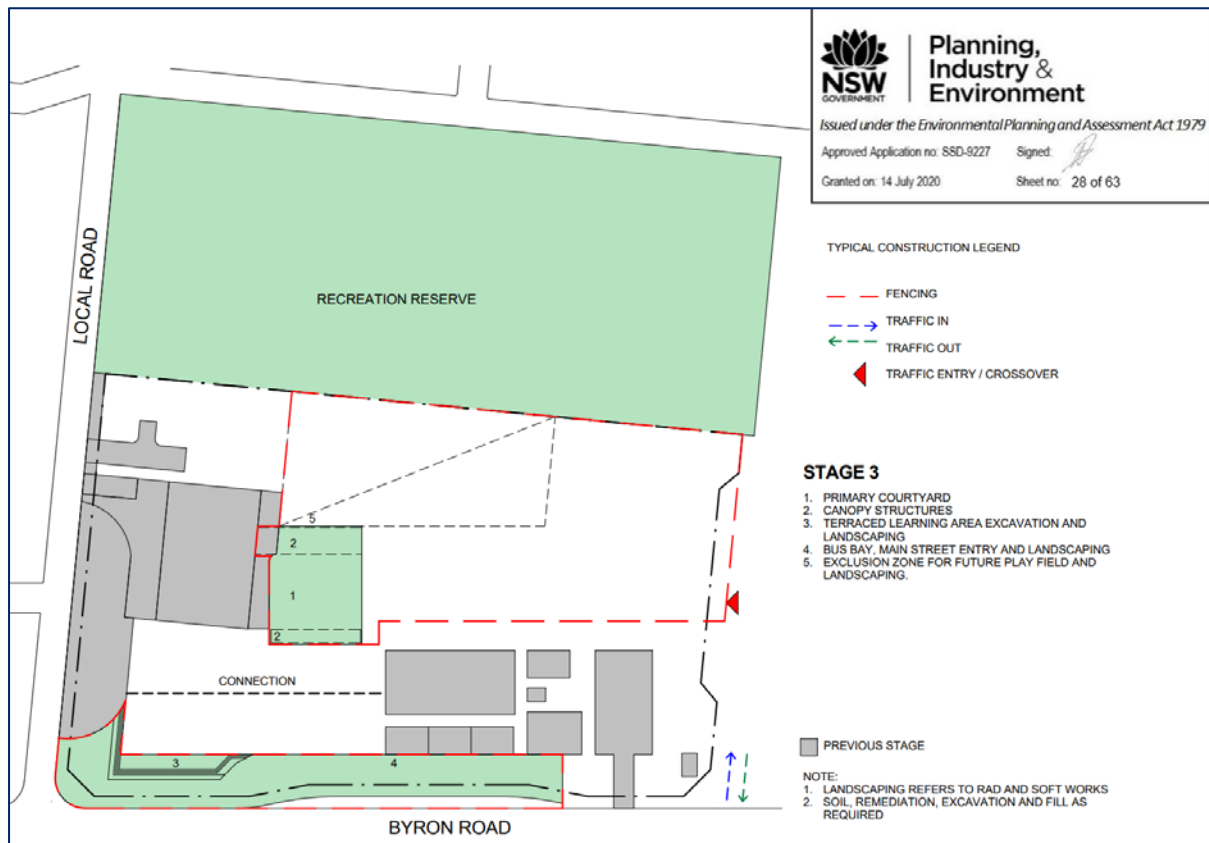 NSW
GOVERNMENT
Planning,
Industry &
Environment
Issued under the Environmental Planning and Assessment Act 1979
Approved Application no: SSD-9227 Signed:
Granted on: 14 July 2020 Sheet no: 28 of 63
TYPICAL CONSTRUCTION LEGEND
FENCING
TRAFFIC IN
TRAFFIC OUT
TRAFFIC ENTRY / CROSSOVER
STAGE 3
1. PRIMARY COURTYARD
2. CANOPY STRUCTURES
3. TERRACED LEARNING AREA EXCAVATION AND
LANDSCAPING
4. BUS BAY, MAIN STREET ENTRY AND LANDSCAPING
5. EXCLUSION ZONE FOR FUTURE PLAY FIELD AND
LANDSCAPING.
PREVIOUS STAGE
NOTE:
1. LANDSCAPING REFERS TO RAD AND SOFT WORKS
2. SOIL, REMEDIATION, EXCAVATION AND FILL AS
REQUIRED
LOCAL ROAD
RECREATION RESERVE
5
2
1
2
CONNECTION
3
4
BYRON ROAD